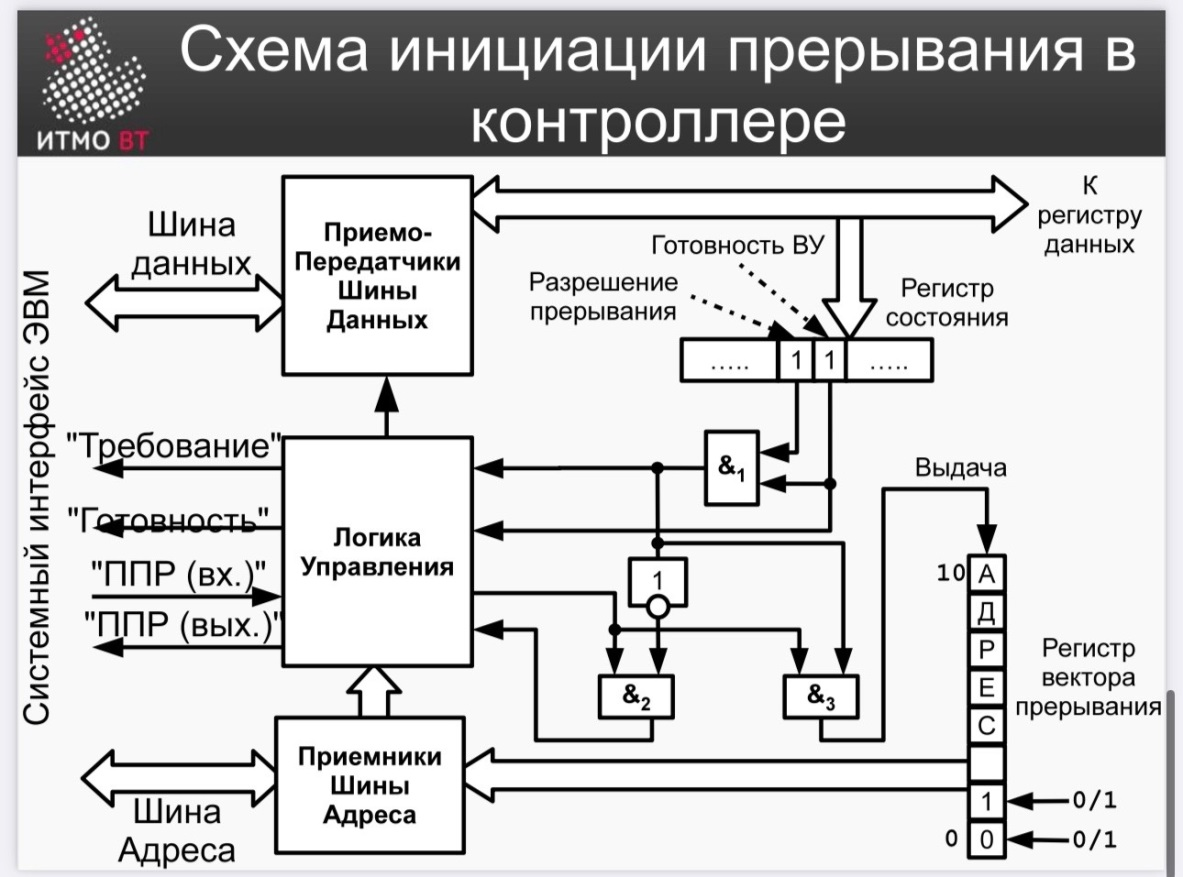 Схема инициации прерывания в
контроллере
ИТМО ВТ
Системный интерфейс ЭВМ
Шина
данных
Приемо-
Передатчики
Шины
Данных
К
регистру
данных
Готовность ВУ
Разрешение
прерывания
Регистр
состояния
..... 1 1 .....
"Требование"
"Готовность"
"ППР (вх.)"
"ППР (вых.)"
Логика
Управления
&1
1
&2
&3
Выдача
10 А
Д
Р
Е
С
1 0/1
0 0 0/1
Регистр
вектора
прерывания
Приемники
Шины
Адреса
Шина
Адреса